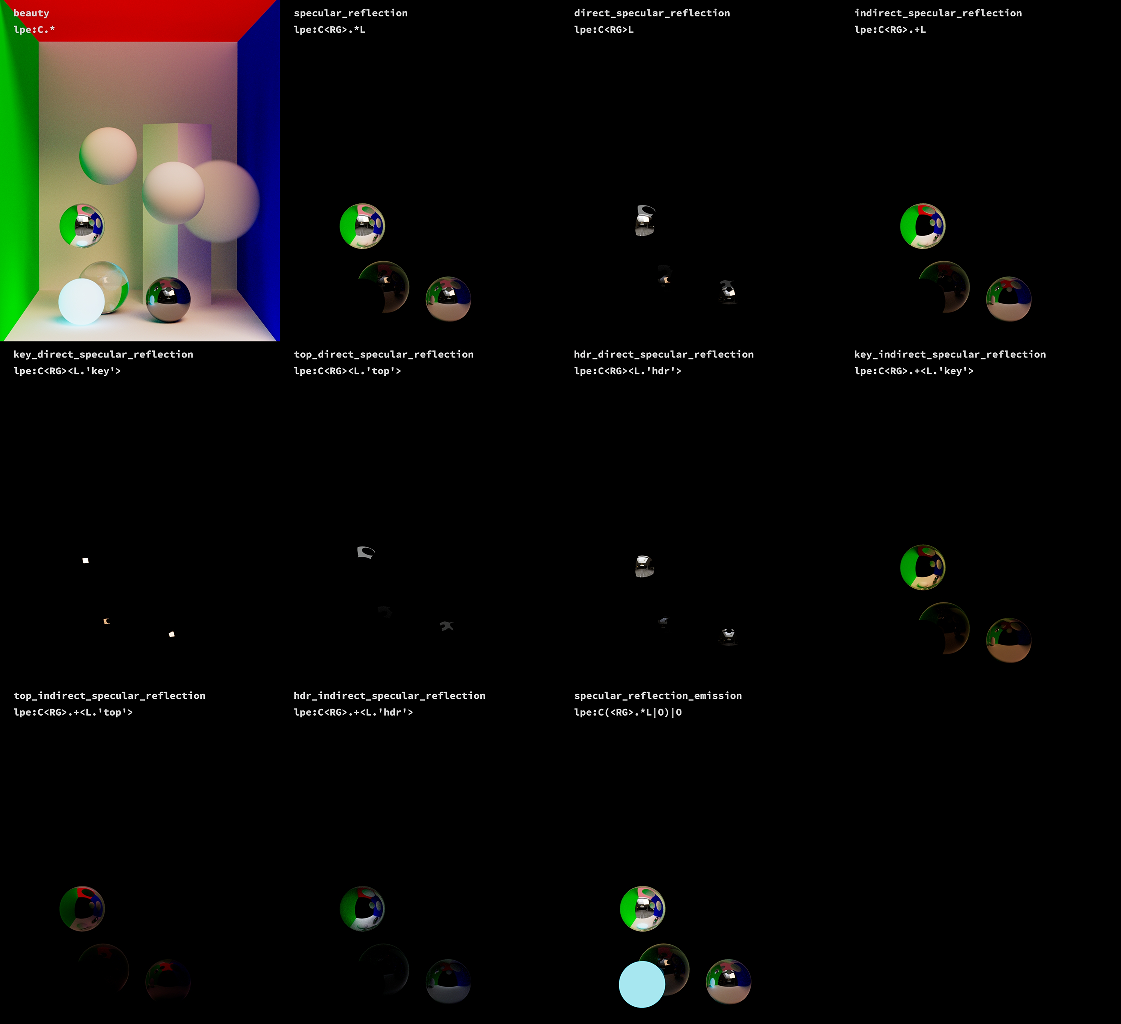 beauty
lpe:C.*
specular_reflection
lpe:C<RG>.*L
direct_specular_reflection
lpe:C<RG>L
indirect_specular_reflection
lpe:C<RG>.+L
key_direct_specular_reflection
lpe:C<RG><L.'key'>
top_direct_specular_reflection
lpe:C<RG><L.'top'>
hdr_direct_specular_reflection
lpe:C<RG><L.'hdr'>
key_indirect_specular_reflection
lpe:C<RG>.+<L.'key'>
top_indirect_specular_reflection
lpe:C<RG>.+<L.'top'>
hdr_indirect_specular_reflection
lpe:C<RG>.+<L.'hdr'>
specular_reflection_emission
lpe:C(<RG>.*L|O)|O